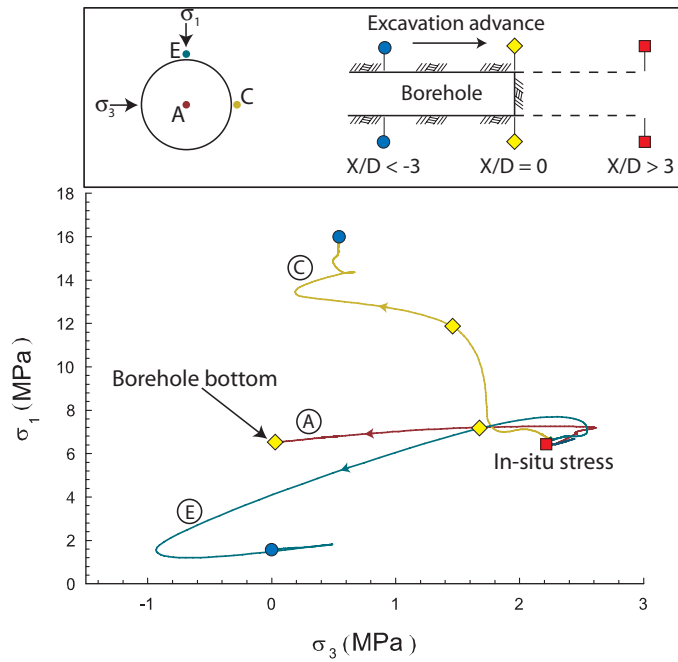 σ1
E
σ3
A
C
Excavation advance
Borehole
X/D < -3
X/D = 0
X/D > 3
18
16
14
12
10
8
6
4
2
0
σ1 (MPa)
C
Borehole bottom
A
In-situ stress
E
-1
0
1
2
3
σ3 (MPa)